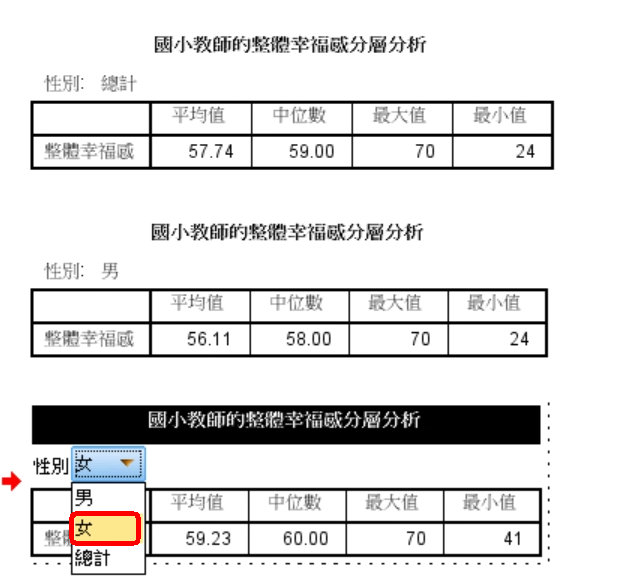 國小教師的整體幸福感分層分析
性別: 總計
平均值 中位數 最大值 最小值
整體幸福感 57.74 59.00 70 24
國小教師的整體幸福感分層分析
性別: 男
平均值 中位數 最大值 最小值
整體幸福感 56.11 58.00 70 24
國小教師的整體幸福感分層分析
性別 女
男
平均值 中位數 最大值 最小值
女
整體 59.23 60.00 70 41
總計